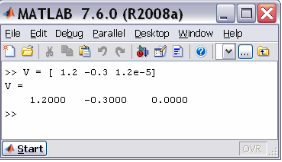 MATLAB 7.6.0 (R2008a)
File Edit Debug Parallel Desktop Window Help
>> V = [ 1.2 -0.3 1.2e-5]
V =
1.2000 -0.3000 0.0000
>>
Start OVR